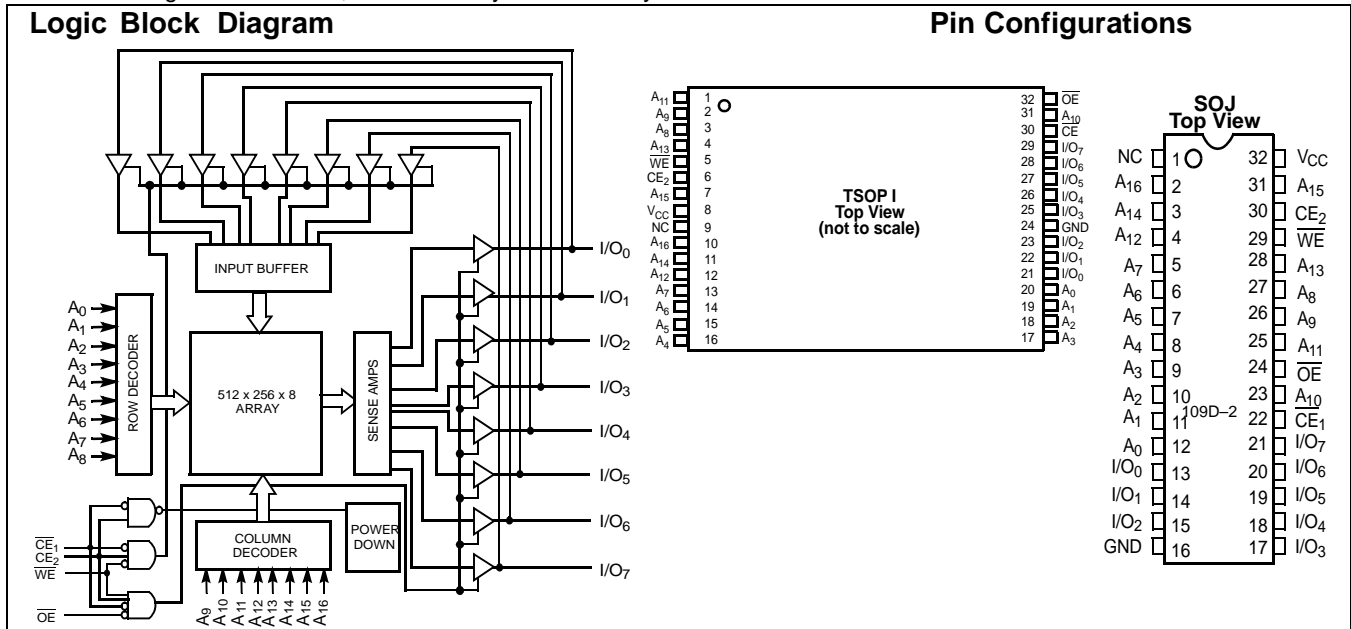 Logic Block Diagram
Pin Configurations
INPUT BUFFER
A0
A1
A2
A3
A4
A5
A6
A7
A8
ROW DECODER
512 x 256 x 8
ARRAY
SENSE AMPS
COLUMN
DECODER
POWER
DOWN
C̅E̅1
CE2
W̅E̅
O̅E̅
A9
A10
A11
A12
A13
A14
A15
A16
I/O0
I/O1
I/O2
I/O3
I/O4
I/O5
I/O6
I/O7
TSOP I
Top View
(not to scale)
A11 1
A9 2
A8 3
A13 4
W̅E̅ 5
CE2 6
A15 7
VCC 8
NC 9
A16 10
A14 11
A12 12
A7 13
A6 14
A5 15
A4 16
32 O̅E̅
31 A10
30 C̅E̅
29 I/O7
28 I/O6
27 I/O5
26 I/O4
25 I/O3
24 GND
23 I/O2
22 I/O1
21 I/O0
20 A0
19 A1
18 A2
17 A3
SOJ
Top View
NC 1
A16 2
A14 3
A12 4
A7 5
A6 6
A5 7
A4 8
A3 9
A2 10
A1 11
A0 12
I/O0 13
I/O1 14
I/O2 15
GND 16
32 VCC
31 A15
30 CE2
29 W̅E̅
28 A13
27 A8
26 A9
25 A11
24 O̅E̅
23 A10
22 C̅E̅1
21 I/O7
20 I/O6
19 I/O5
18 I/O4
17 I/O3
109D–2